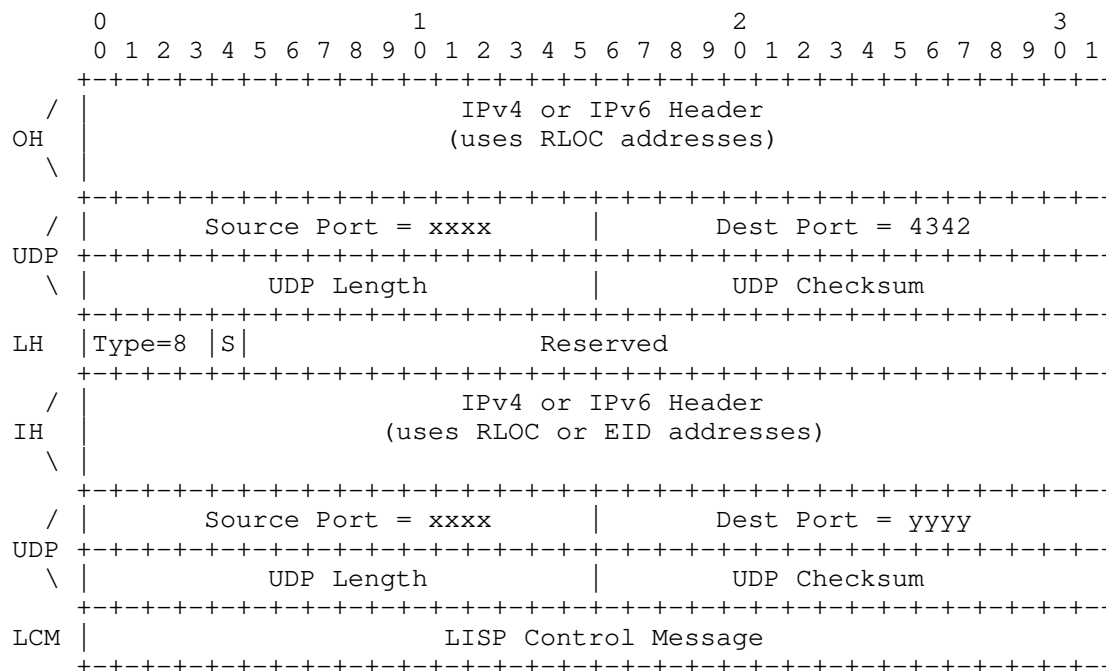 0                   1                   2                   3
      0 1 2 3 4 5 6 7 8 9 0 1 2 3 4 5 6 7 8 9 0 1 2 3 4 5 6 7 8 9 0 1
     +-+-+-+-+-+-+-+-+-+-+-+-+-+-+-+-+-+-+-+-+-+-+-+-+-+-+-+-+-+-+-+-
   / |                       IPv4 or IPv6 Header
 OH  |                      (uses RLOC addresses)
   \ |
     +-+-+-+-+-+-+-+-+-+-+-+-+-+-+-+-+-+-+-+-+-+-+-+-+-+-+-+-+-+-+-+-
   / |       Source Port = xxxx      |       Dest Port = 4342
 UDP +-+-+-+-+-+-+-+-+-+-+-+-+-+-+-+-+-+-+-+-+-+-+-+-+-+-+-+-+-+-+-+-
   \ |           UDP Length          |        UDP Checksum
     +-+-+-+-+-+-+-+-+-+-+-+-+-+-+-+-+-+-+-+-+-+-+-+-+-+-+-+-+-+-+-+-
 LH  |Type=8 |S|                  Reserved
     +-+-+-+-+-+-+-+-+-+-+-+-+-+-+-+-+-+-+-+-+-+-+-+-+-+-+-+-+-+-+-+-
   / |                       IPv4 or IPv6 Header
 IH  |                  (uses RLOC or EID addresses)
   \ |
     +-+-+-+-+-+-+-+-+-+-+-+-+-+-+-+-+-+-+-+-+-+-+-+-+-+-+-+-+-+-+-+-
   / |       Source Port = xxxx      |       Dest Port = yyyy
 UDP +-+-+-+-+-+-+-+-+-+-+-+-+-+-+-+-+-+-+-+-+-+-+-+-+-+-+-+-+-+-+-+-
   \ |           UDP Length          |        UDP Checksum
     +-+-+-+-+-+-+-+-+-+-+-+-+-+-+-+-+-+-+-+-+-+-+-+-+-+-+-+-+-+-+-+-
 LCM |                      LISP Control Message
     +-+-+-+-+-+-+-+-+-+-+-+-+-+-+-+-+-+-+-+-+-+-+-+-+-+-+-+-+-+-+-+-